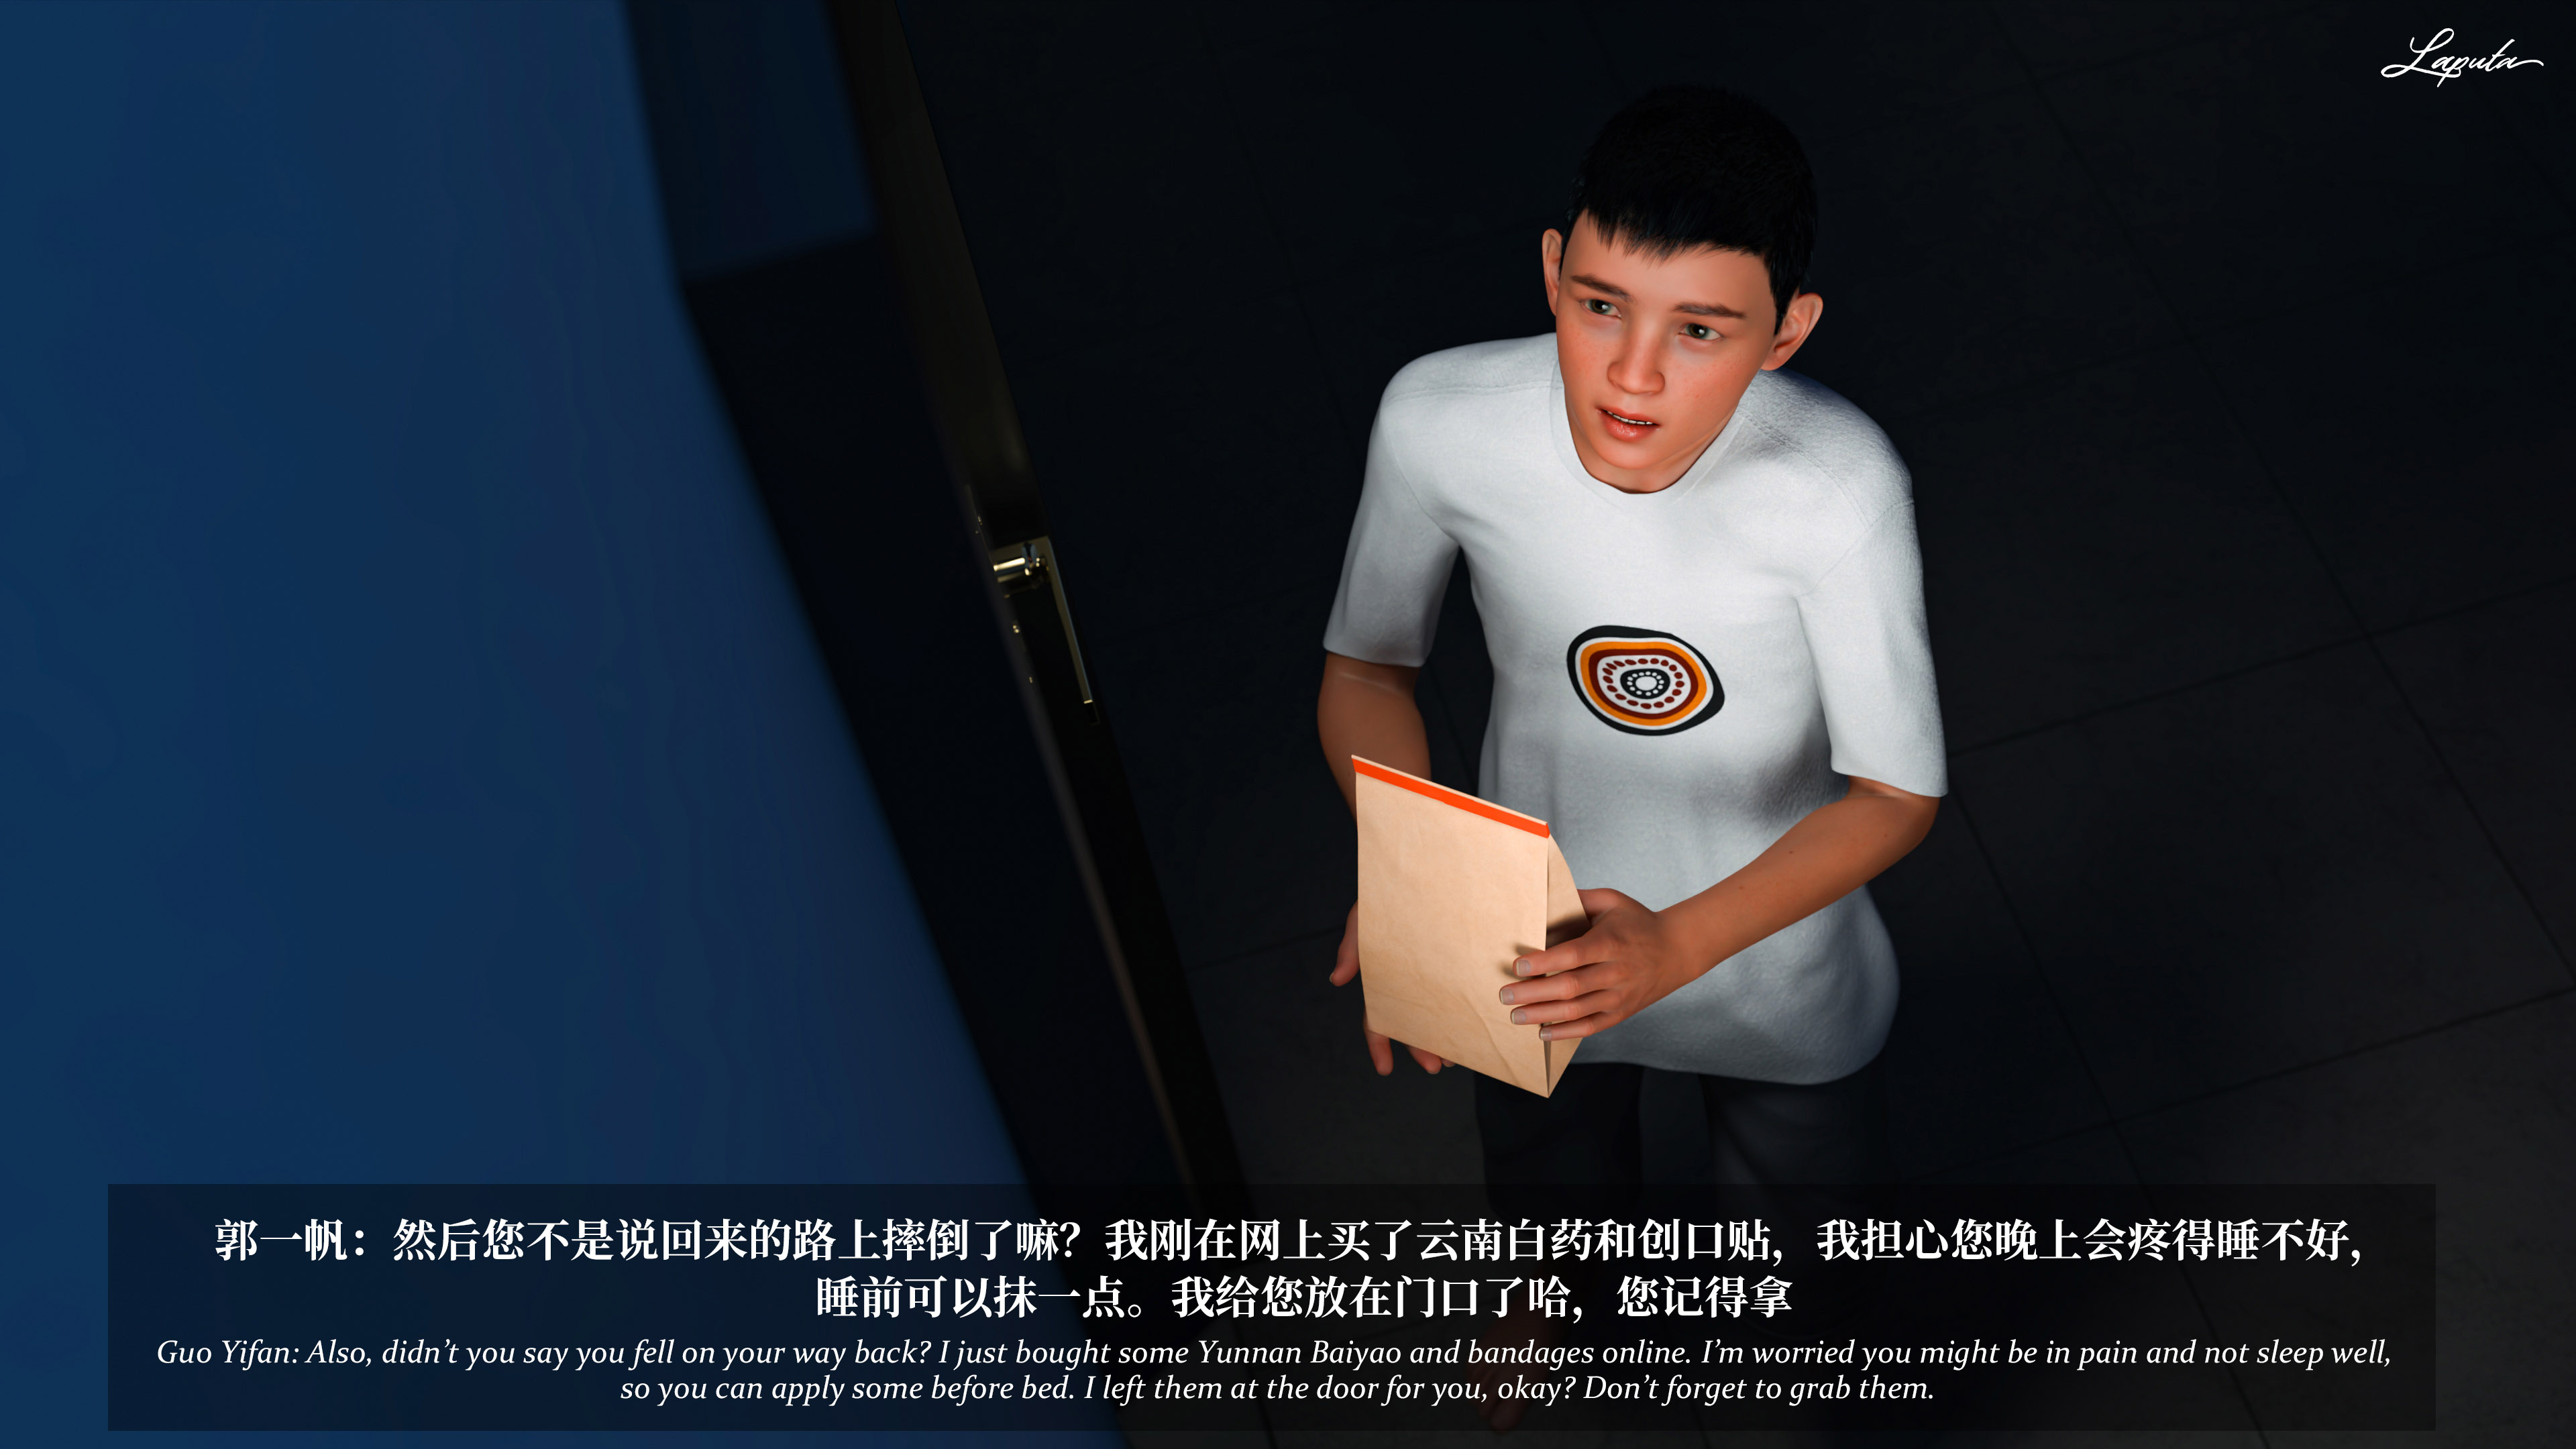 Laputa
郭一帆：然后您不是说回来的路上摔倒了嘛？我刚在网上买了云南白药和创口贴，我担心您晚上会疼得睡不好，
睡前可以抹一点。我给您放在门口了哈，您记得拿
Guo Yifan: Also, didn’t you say you fell on your way back? I just bought some Yunnan Baiyao and bandages online. I’m worried you might be in pain and not sleep well,
so you can apply some before bed. I left them at the door for you, okay? Don’t forget to grab them.